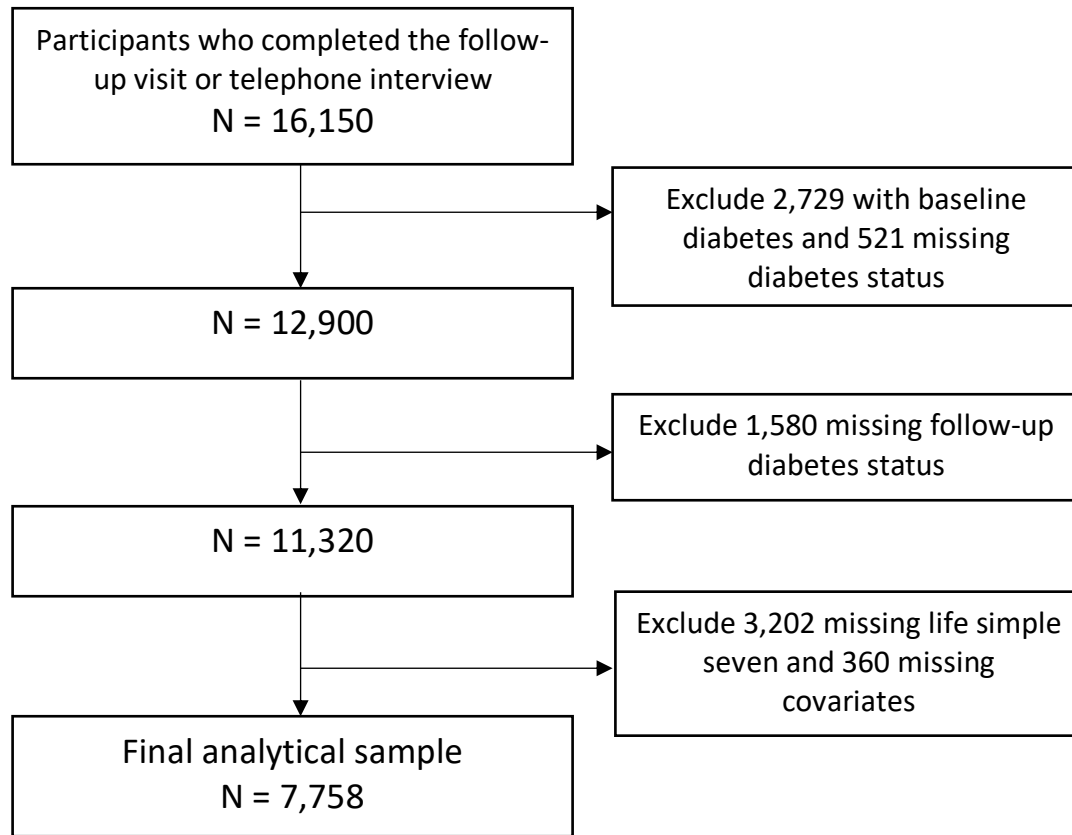 Participants who completed the follow-
up visit or telephone interview
N = 16,150
Exclude 2,729 with baseline
diabetes and 521 missing
diabetes status
N = 12,900
Exclude 1,580 missing follow-up
diabetes status
N = 11,320
Exclude 3,202 missing life simple
seven and 360 missing
covariates
Final analytical sample
N = 7,758